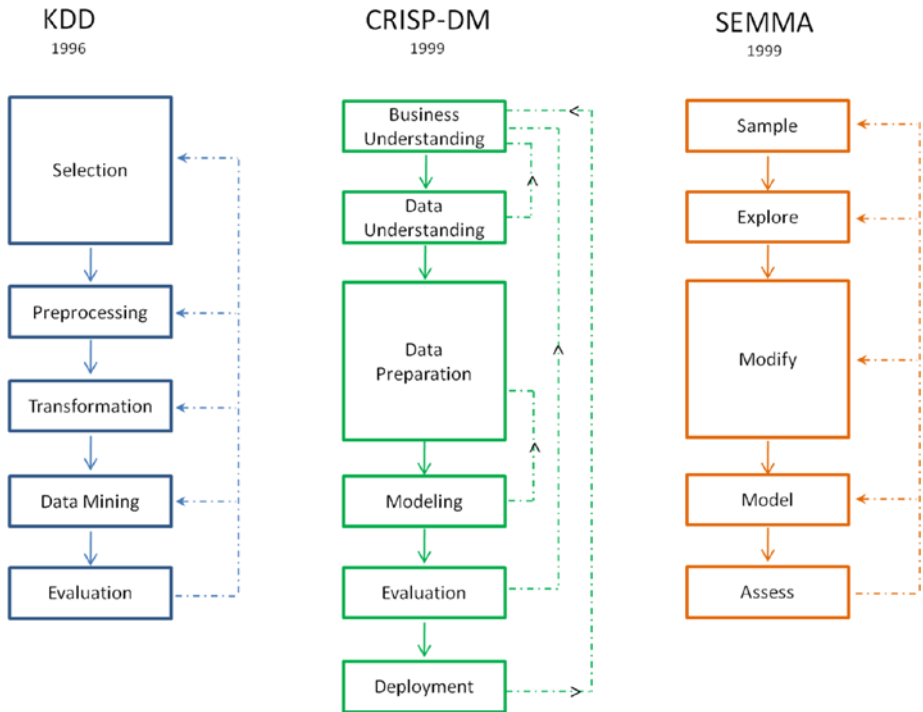 KDD
1996
Selection
Preprocessing
Transformation
Data Mining
Evaluation
CRISP-DM
1999
Business
Understanding
Data
Understanding
Data
Preparation
Modeling
Evaluation
Deployment
SEMMA
1999
Sample
Explore
Modify
Model
Assess